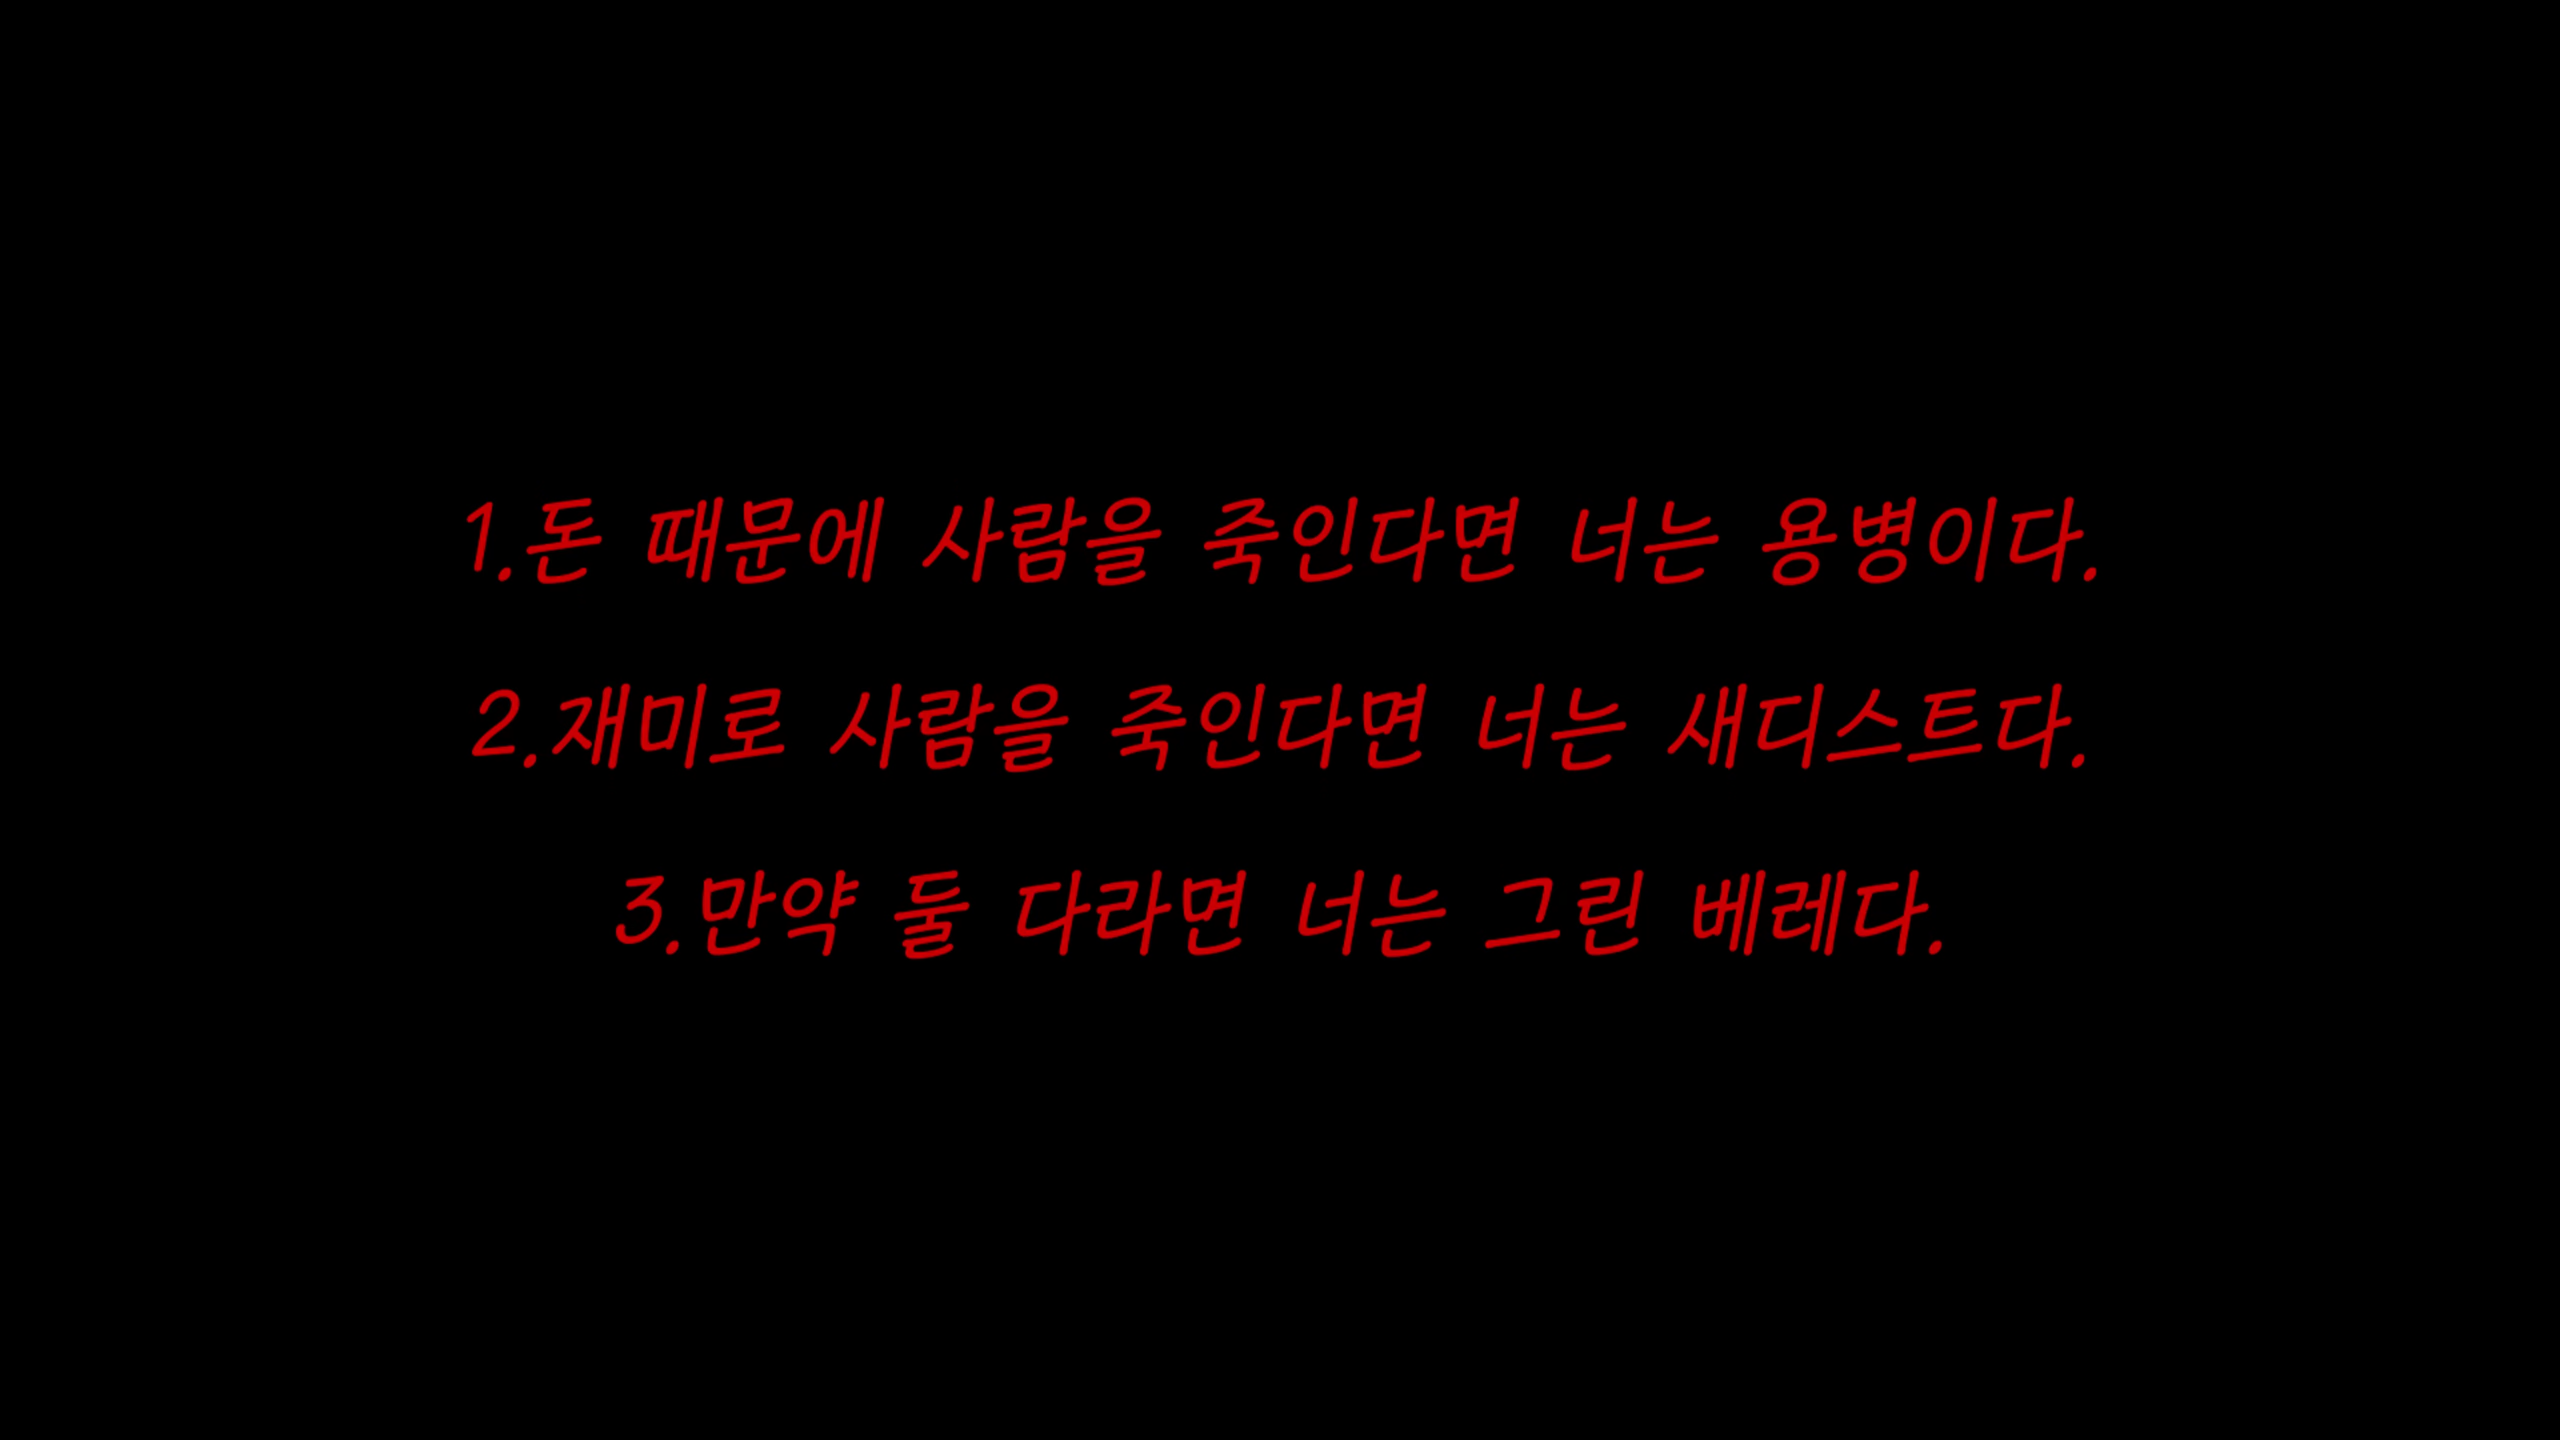 1.돈 때문에 사람을 죽인다면 너는 용병이다.
2.재미로 사람을 죽인다면 너는 새디스트다.
3.만약 둘 다라면 너는 그린 베레다.